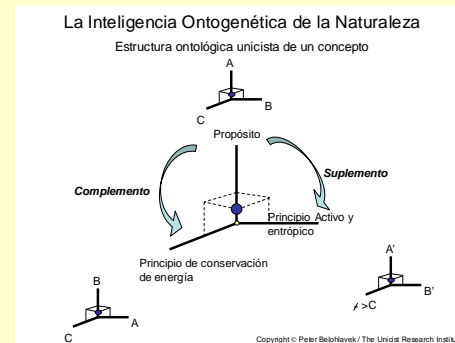 La Inteligencia Ontogenética de la Naturaleza
Estructura ontológica unicista de un concepto
A
B
C
Propósito
Suplemento
Complemento
Principio Activo y
entrópico
Principio de conservación
de energía
A'
B
B'
>C
A
C
Copyright © Peter Belohlavek / The Unicist Research Institu